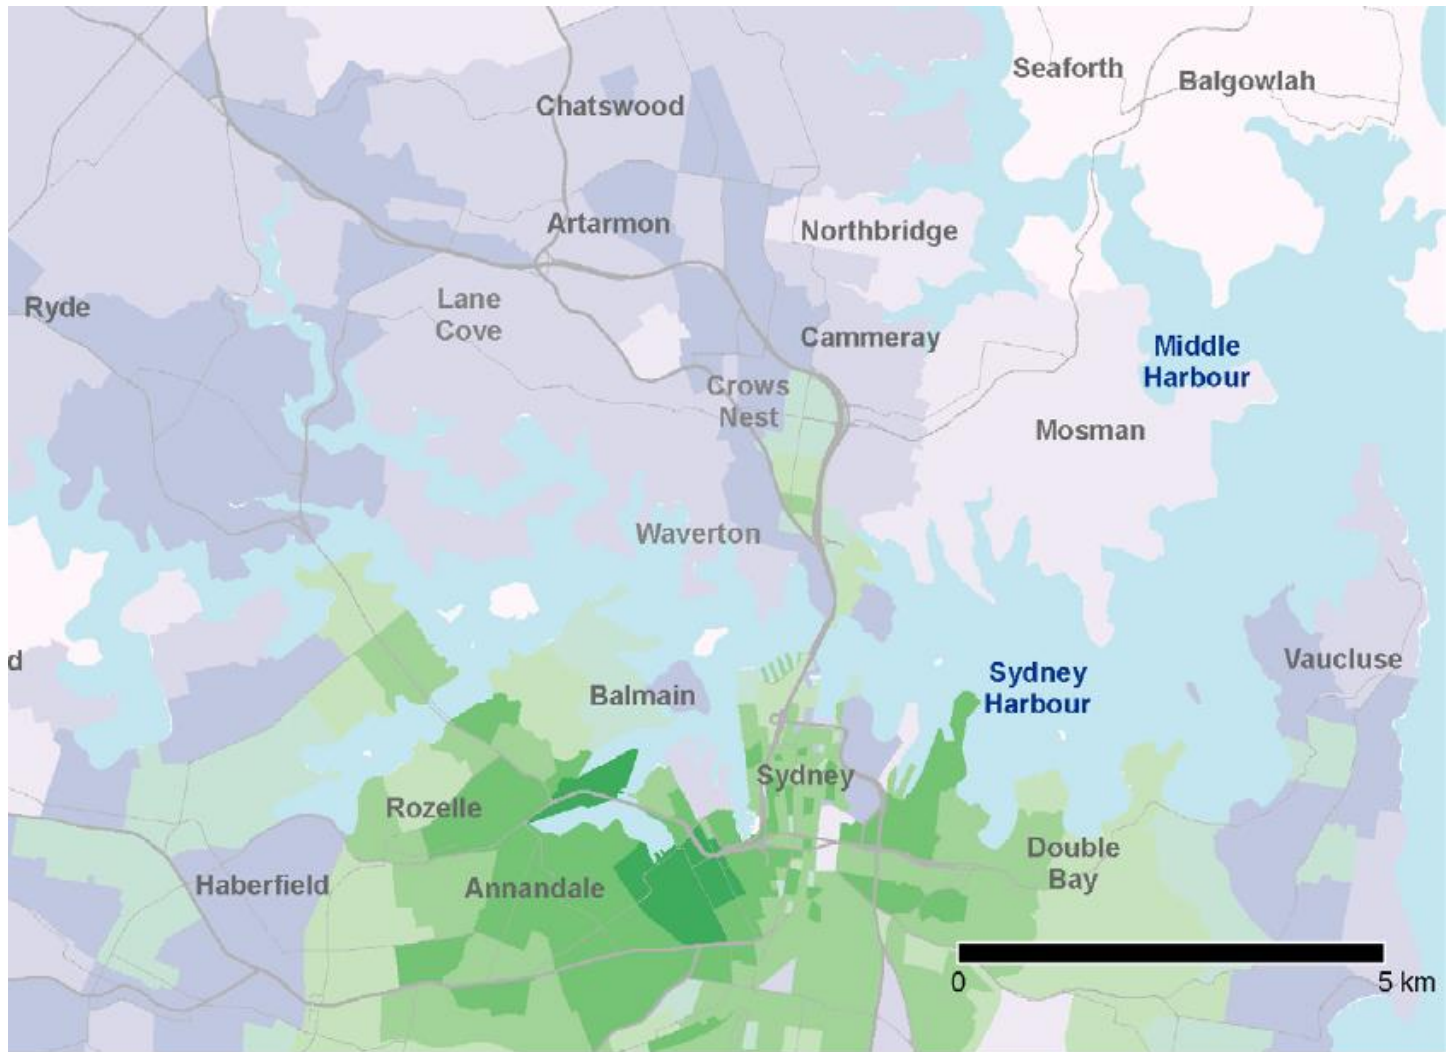 Seaforth
Balgowlah
Chatswood
Artarmon
Northbridge
Ryde
Lane
Cove
Cammeray
Middle
Harbour
Crows
Nest
Mosman
Waverton
d
Vaucluse
Balmain
Sydney
Harbour
Sydney
Rozelle
Double
Bay
Haberfield
Annandale
0
5 km